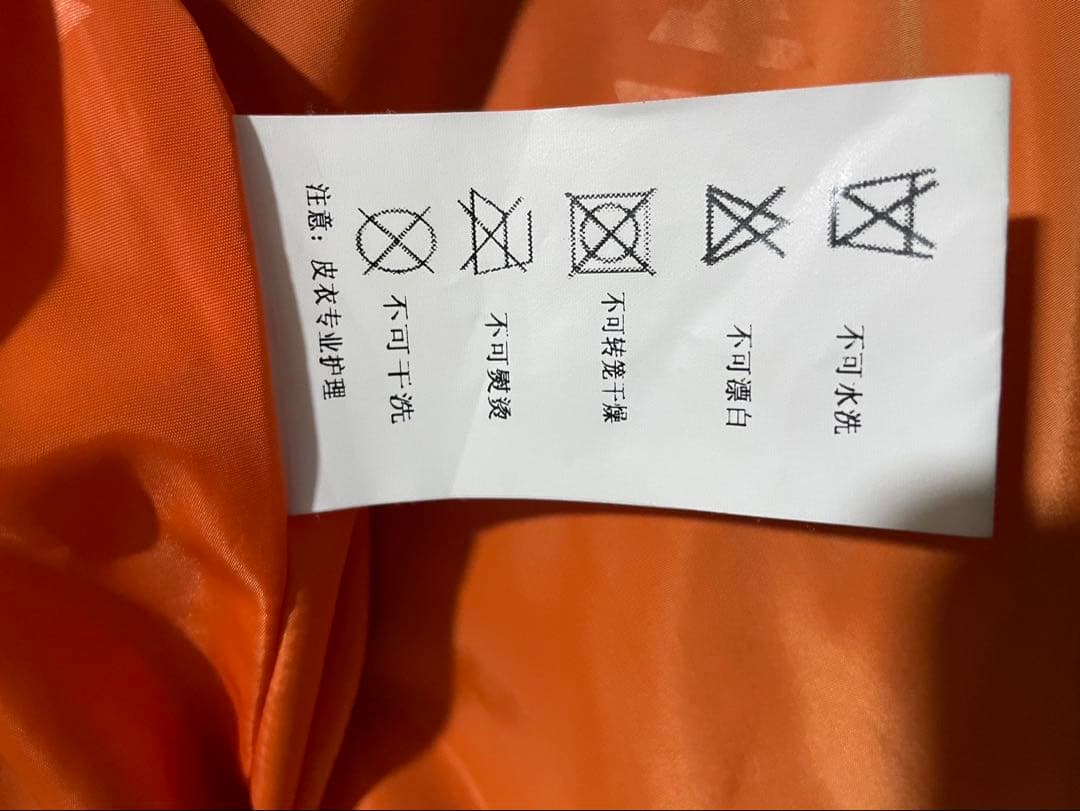 不可水洗
不可漂白
不可转笼干燥
不可熨烫
不可干洗
注意：皮衣专业护理